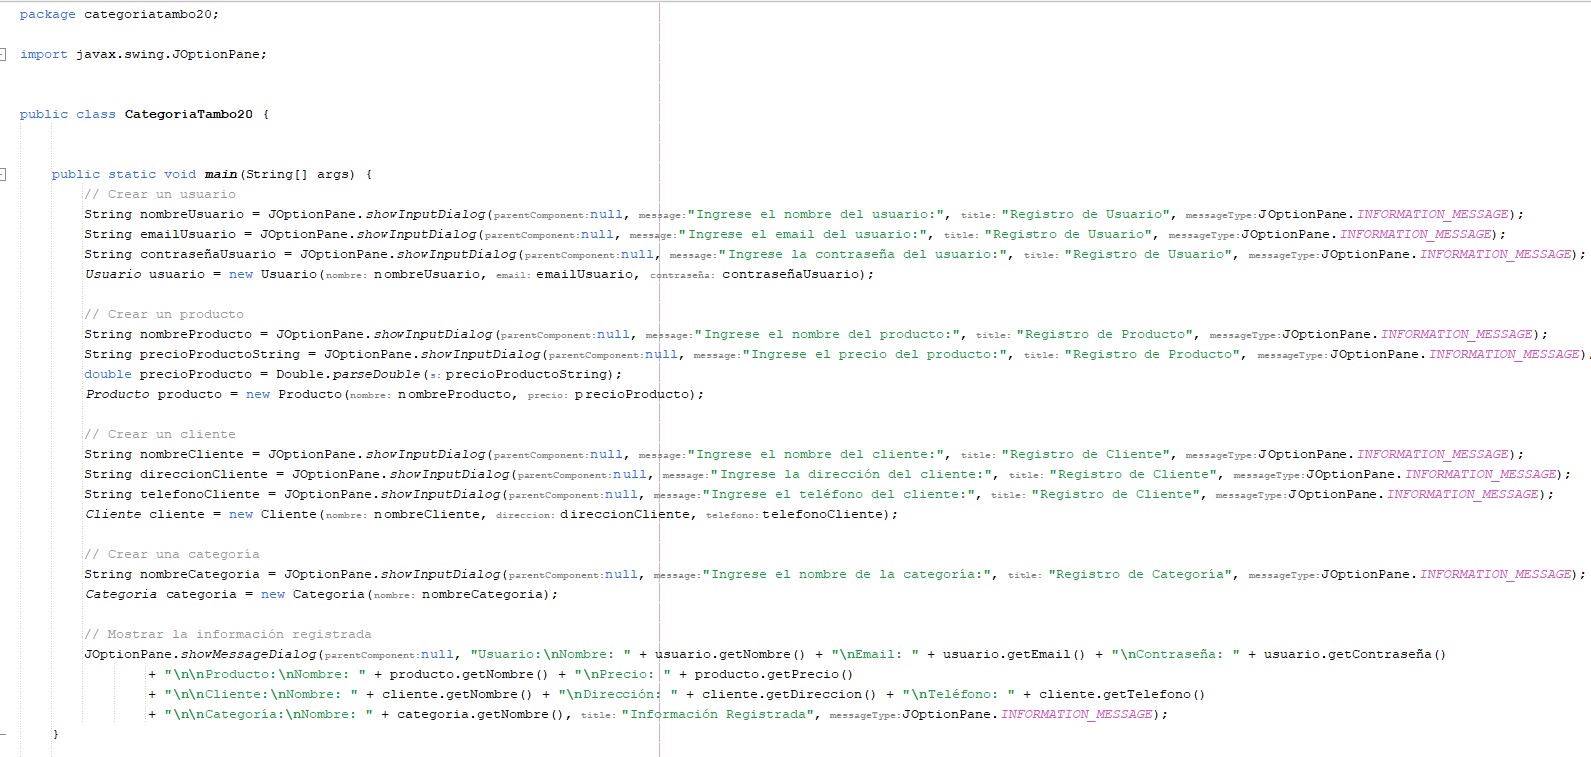 package categoriatambo20;
import javax.swing.JOptionPane;
public class CategoriaTambo20 {
public static void main(String[] args) {
// Crear un usuario
String nombreUsuario = JOptionPane.showInputDialog(parentComponent:null, message:"Ingrese el nombre del usuario:", title: "Registro de Usuario", messageType:JOptionPane.INFORMATION_MESSAGE);
String emailUsuario = JOptionPane.showInputDialog(parentComponent:null, message:"Ingrese el email del usuario:", title: "Registro de Usuario", messageType:JOptionPane.INFORMATION_MESSAGE);
String contraseñaUsuario = JOptionPane.showInputDialog(parentComponent:null, message:"Ingrese la contraseña del usuario:", title: "Registro de Usuario", messageType:JOptionPane.INFORMATION_MESSAGE);
Usuario usuario = new Usuario(nombre: nombreUsuario, email: emailUsuario, contraseña: contraseñaUsuario);
// Crear un producto
String nombreProducto = JOptionPane.showInputDialog(parentComponent:null, message:"Ingrese el nombre del producto:", title: "Registro de Producto", messageType:JOptionPane.INFORMATION_MESSAGE);
String precioProductoString = JOptionPane.showInputDialog(parentComponent:null, message:"Ingrese el precio del producto:", title: "Registro de Producto", messageType:JOptionPane.INFORMATION_MESSAGE);
double precioProducto = Double.parseDouble(s: precioProductoString);
Producto producto = new Producto(nombre: nombreProducto, precio: precioProducto);
// Crear un cliente
String nombreCliente = JOptionPane.showInputDialog(parentComponent:null, message:"Ingrese el nombre del cliente:", title: "Registro de Cliente", messageType:JOptionPane.INFORMATION_MESSAGE);
String direccionCliente = JOptionPane.showInputDialog(parentComponent:null, message:"Ingrese la dirección del cliente:", title: "Registro de Cliente", messageType:JOptionPane.INFORMATION_MESSAGE);
String telefonoCliente = JOptionPane.showInputDialog(parentComponent:null, message:"Ingrese el teléfono del cliente:", title: "Registro de Cliente", messageType:JOptionPane.INFORMATION_MESSAGE);
Cliente cliente = new Cliente(nombre: nombreCliente, direccion: direccionCliente, telefono: telefonoCliente);
// Crear una categoría
String nombreCategoria = JOptionPane.showInputDialog(parentComponent:null, message:"Ingrese el nombre de la categoría:", title: "Registro de Categoría", messageType:JOptionPane.INFORMATION_MESSAGE);
Categoria categoria = new Categoria(nombre: nombreCategoria);
// Mostrar la información registrada
JOptionPane.showMessageDialog(parentComponent:null, "Usuario:\nNombre: " + usuario.getNombre() + "\nEmail: " + usuario.getEmail() + "\nContraseña: " + usuario.getContraseña()
+ "\n\nProducto:\nNombre: " + producto.getNombre() + "\nPrecio: " + producto.getPrecio()
+ "\n\nCliente:\nNombre: " + cliente.getNombre() + "\nDirección: " + cliente.getDireccion() + "\nTeléfono: " + cliente.getTelefono()
+ "\n\nCategoría:\nNombre: " + categoria.getNombre(), title: "Información Registrada", messageType:JOptionPane.INFORMATION_MESSAGE);
}